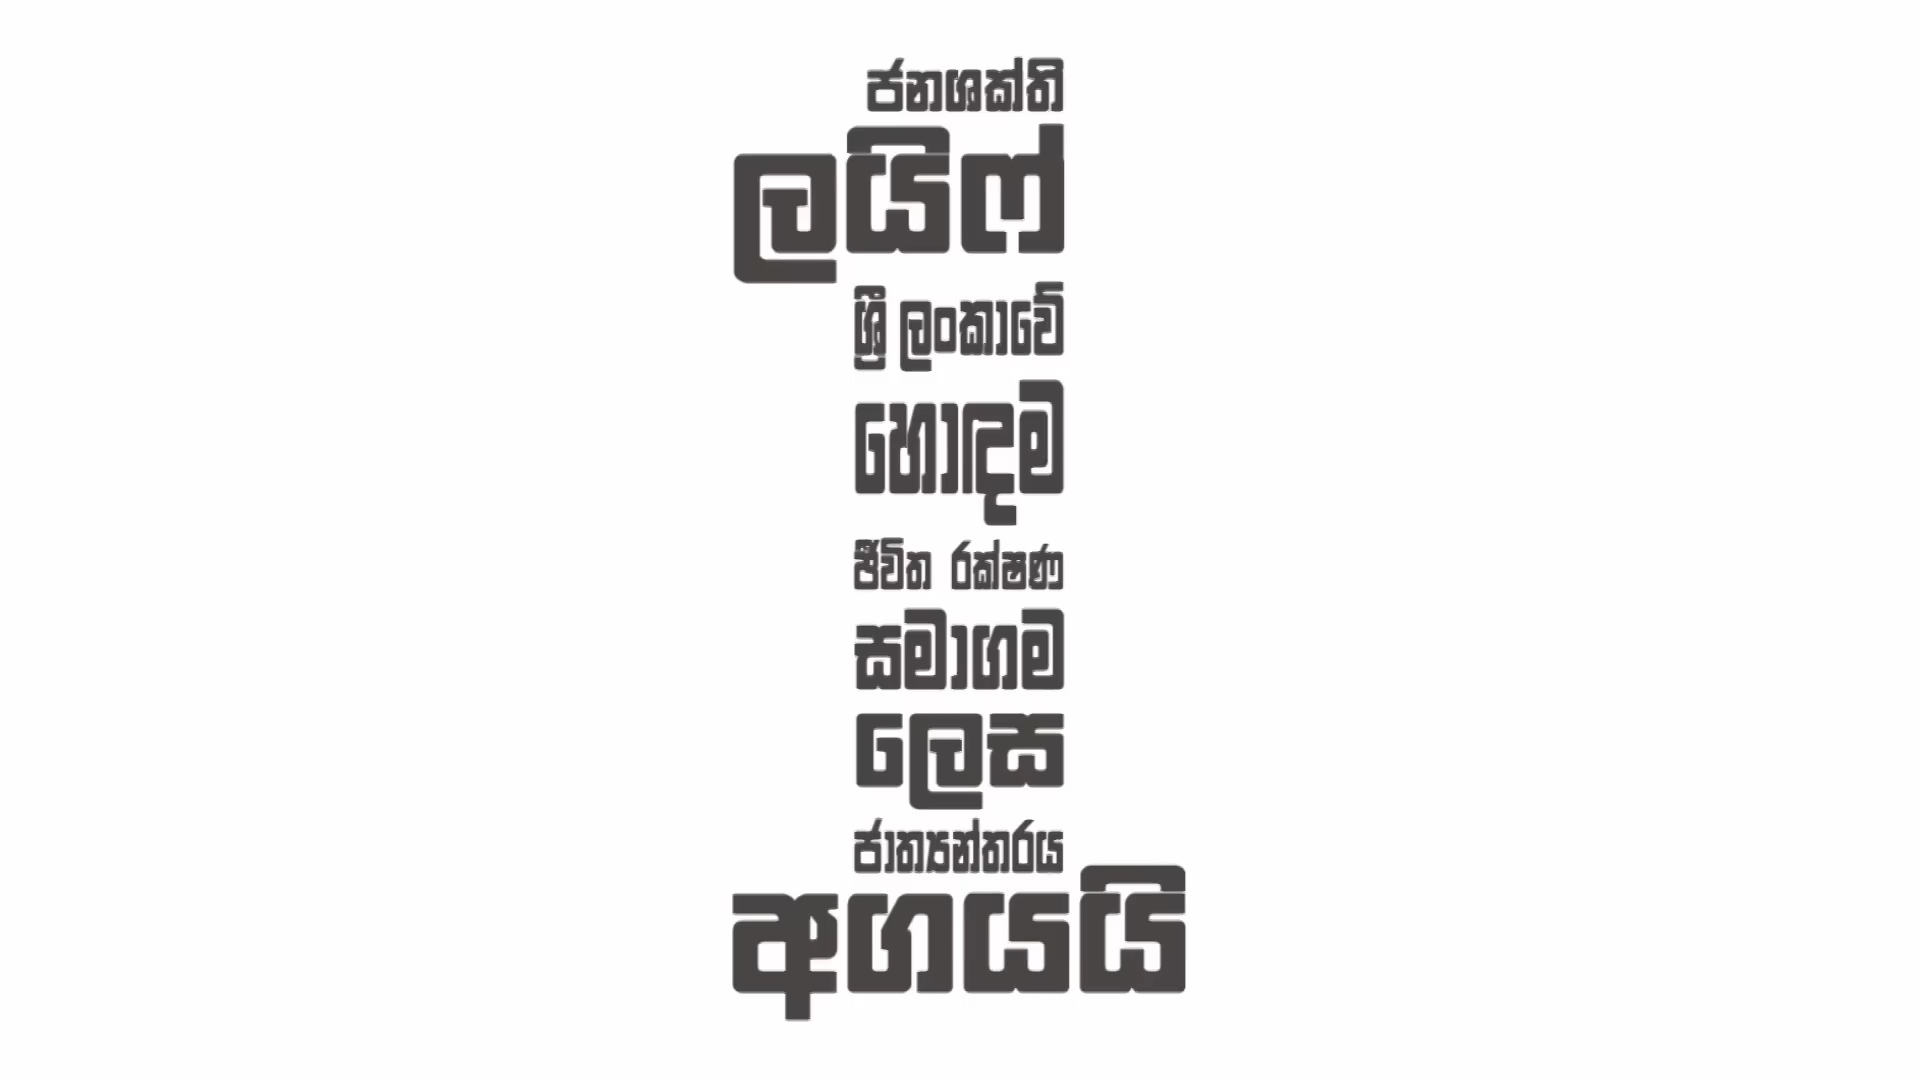 ජනශක්ති
ලයිෆ්
ශ්‍රී ලංකාවේ
හොඳම
ජීවිත රක්ෂණ
සමාගම
ලෙස
ජාත්‍යන්තරය
අගයයි